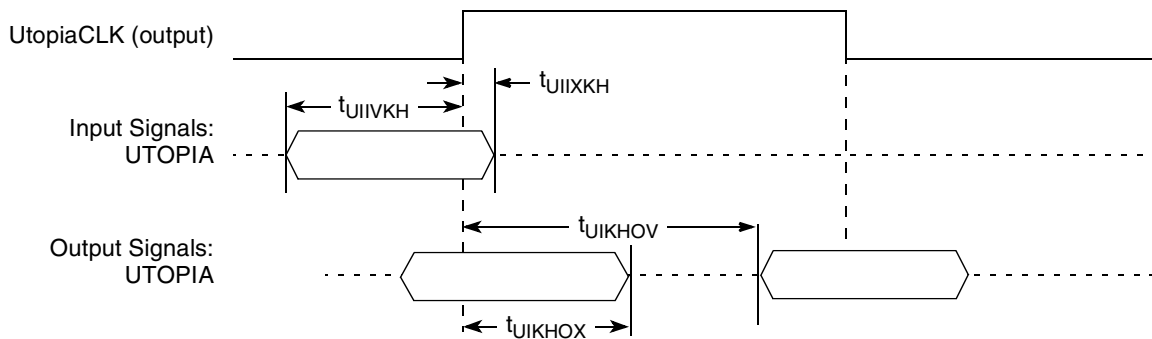 UtopiaCLK (output)
tUIIXKH
tUIIVKH
Input Signals:
UTOPIA
tUIKHOV
Output Signals:
UTOPIA
tUIKHOX